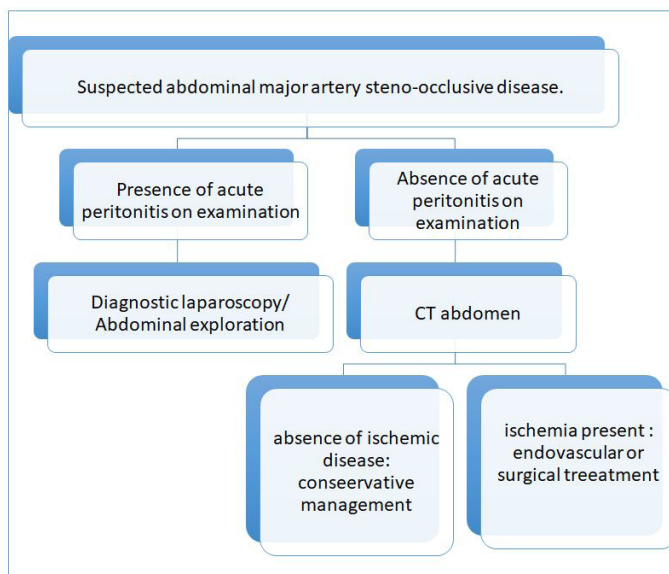 Suspected abdominal major artery steno-occlusive disease.
Presence of acute
peritonitis on examination
Absence of acute
peritonitis on
examination
Diagnostic laparoscopy/
Abdominal exploration
CT abdomen
absence of ischemic
disease:
conseervative
management
ischemia present :
endovascular or
surgical treeatment